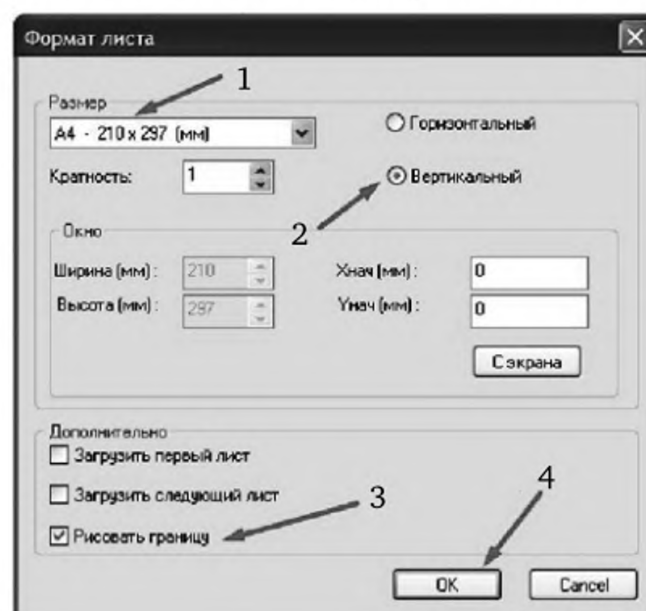 Формат листа
1
Размер
A4 - 210 x 297 (мм)
Горизонтальный
Кратность:
1
Вертикальный
2
Окно
Ширина (мм) :
210
Xнач (мм) :
0
Высота (мм) :
297
Yнач (мм) :
0
С экрана
Дополнительно
Загрузить первый лист
Загрузить следующий лист
3
4
Рисовать границу
OK
Cancel